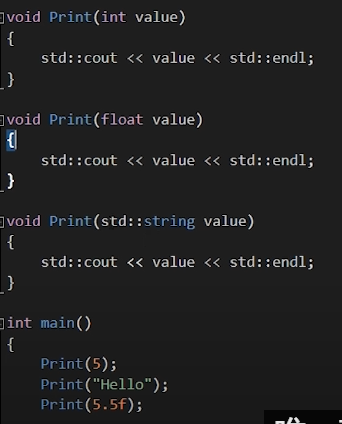 void Print(int value)
{
    std::cout << value << std::endl;
}
void Print(float value)
{
    std::cout << value << std::endl;
}
void Print(std::string value)
{
    std::cout << value << std::endl;
}
int main()
{
    Print(5);
    Print("Hello");
    Print(5.5f);